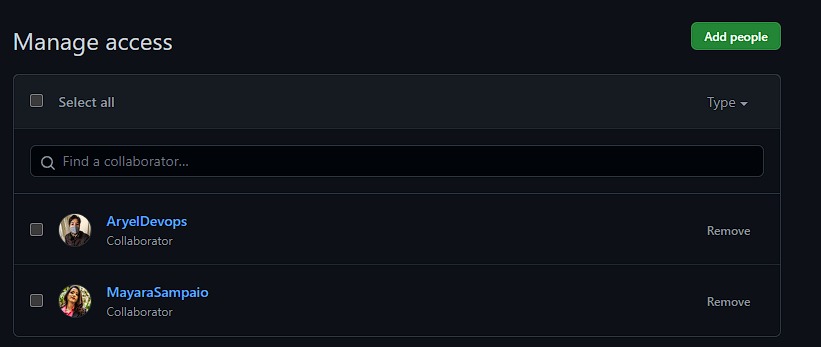 Manage access
Add people
Select all
Type
Find a collaborator...
AryelDevops
Collaborator
Remove
MayaraSampaio
Collaborator
Remove